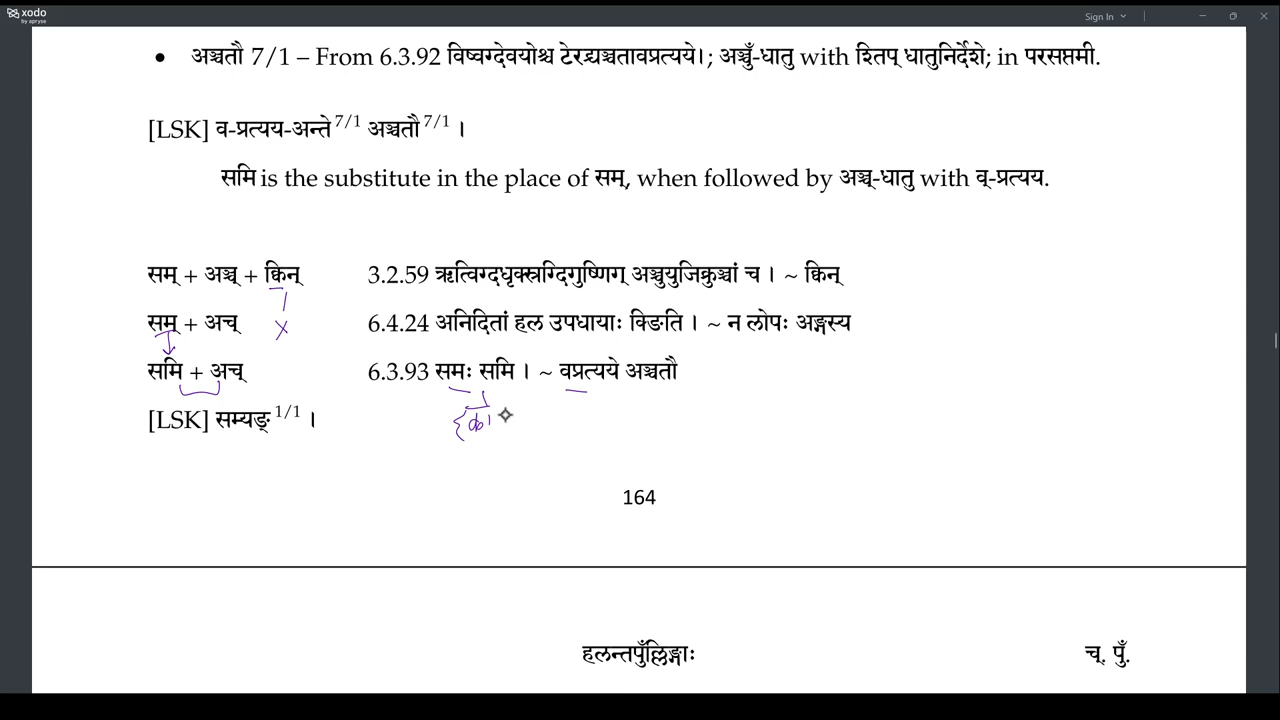 xodo
by apryse
Sign In
• अञ्चतौ 7/1 – From 6.3.92 विष्वग्देवयोश्च टेरद्र्यञ्चतावप्रत्यये।; अञ्चुँ-धातु with श्तिप् धातुनिर्देशे; in परसप्तमी.
[LSK] व-प्रत्यय-अन्ते 7/1 अञ्चतौ 7/1 ।
समि is the substitute in the place of सम्, when followed by अञ्च्-धातु with व्-प्रत्यय.
सम् + अञ्च् + क्विन् 3.2.59 ऋत्विग्दधृक्स्रग्दिगुष्णिग् अञ्चुयुजिक्रुञ्चां च । ~ क्विन्
सम् + अच् 6.4.24 अनिदितां हल उपधायाः क्ङिति । ~ न लोपः अङ्गस्य
समि + अच् 6.3.93 समः समि । ~ वप्रत्यये अञ्चतौ
[LSK] सम्यङ् 1/1 ।
164
हलन्तपुँल्लिङ्गाः च्. पुँ.